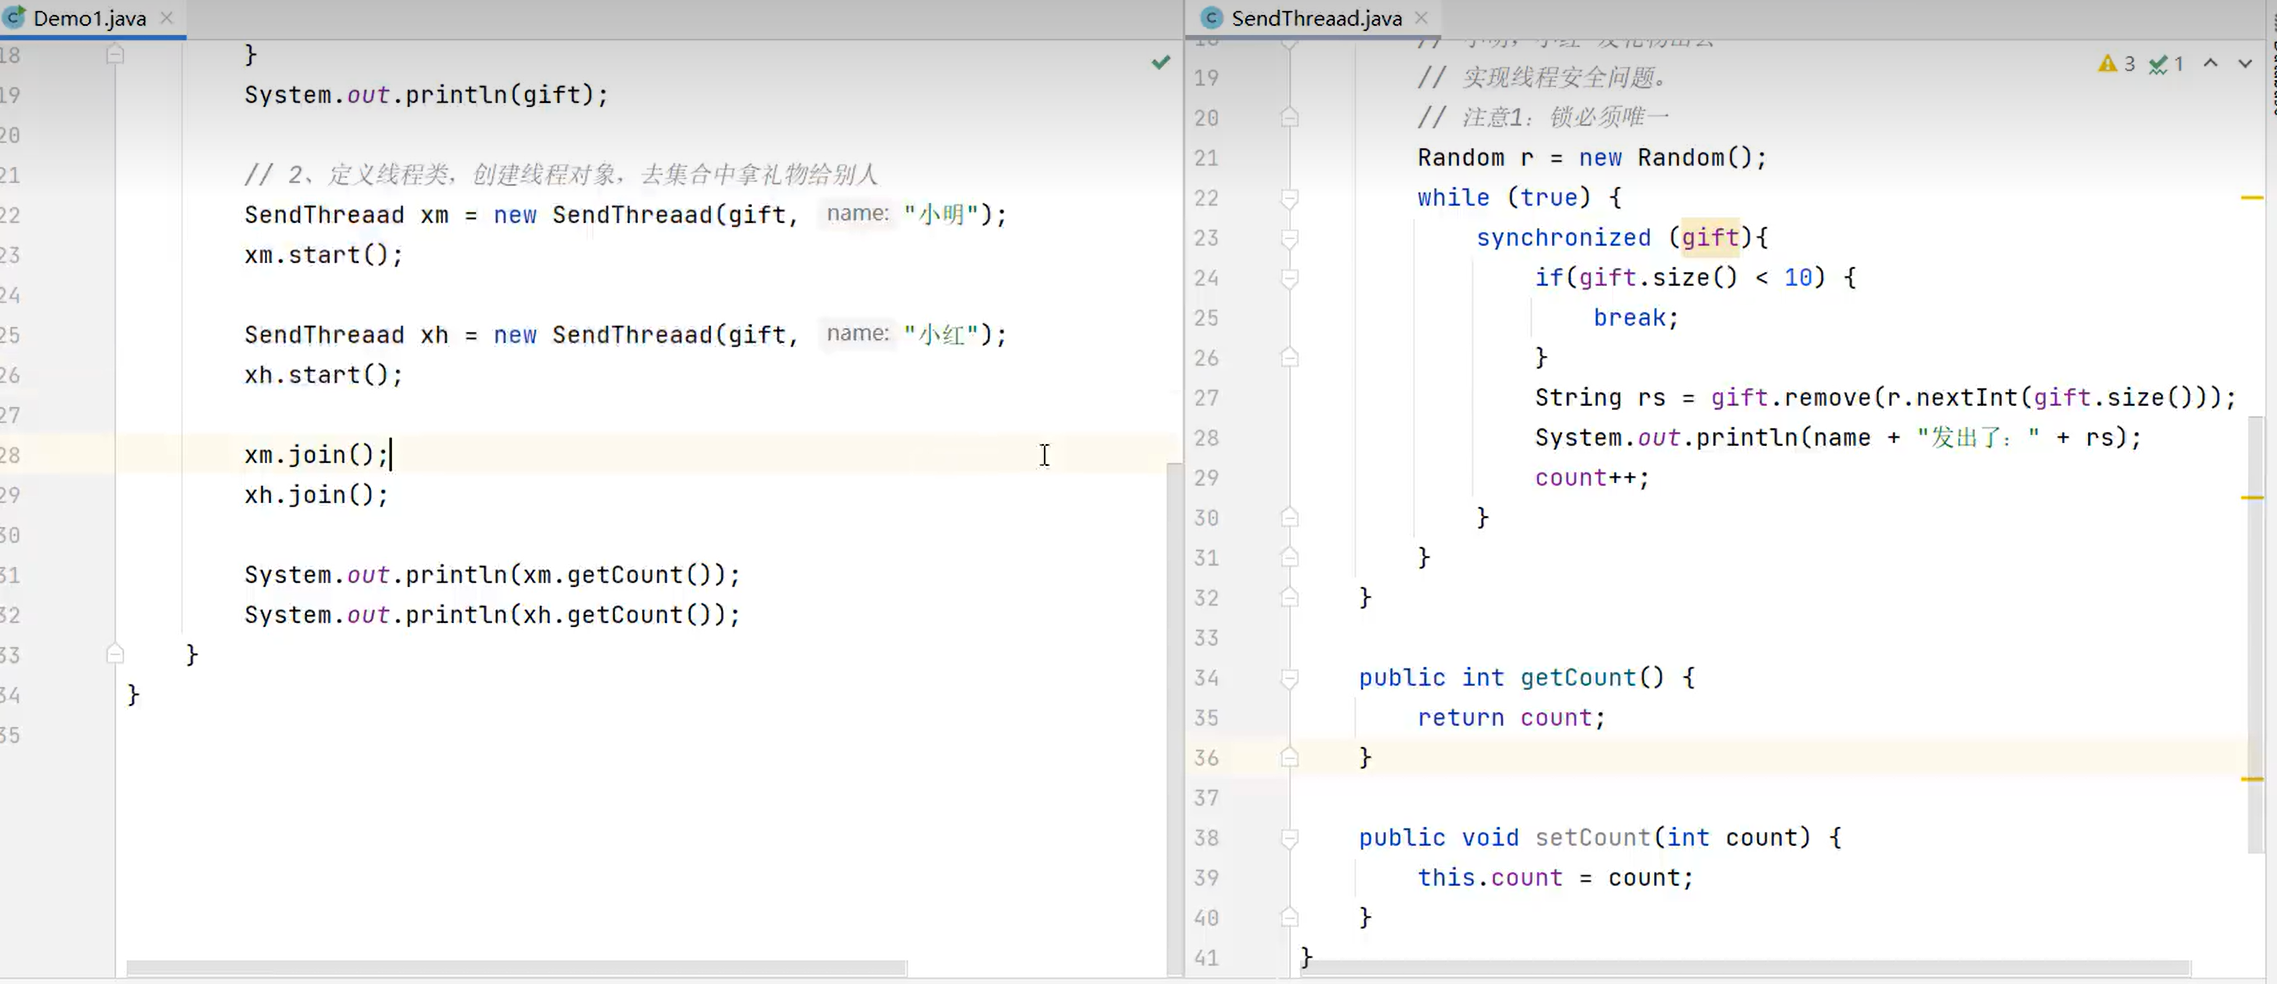 Demo1.java
18 }
19 System.out.println(gift);
20
21 // 2、定义线程类，创建线程对象，去集合中拿礼物给别人
22 SendThreaad xm = new SendThreaad(gift, name: "小明");
23 xm.start();
24
25 SendThreaad xh = new SendThreaad(gift, name: "小红");
26 xh.start();
27
28 xm.join();
29 xh.join();
30
31 System.out.println(xm.getCount());
32 System.out.println(xh.getCount());
33 }
34 }
35
SendThreaad.java
3 1
19 // 实现线程安全问题。
20 // 注意1：锁必须唯一
21 Random r = new Random();
22 while (true) {
23 synchronized (gift){
24 if(gift.size() < 10) {
25 break;
26 }
27 String rs = gift.remove(r.nextInt(gift.size()));
28 System.out.println(name + "发出了：" + rs);
29 count++;
30 }
31 }
32 }
33
34 public int getCount() {
35 return count;
36 }
37
38 public void setCount(int count) {
39 this.count = count;
40 }
41 }